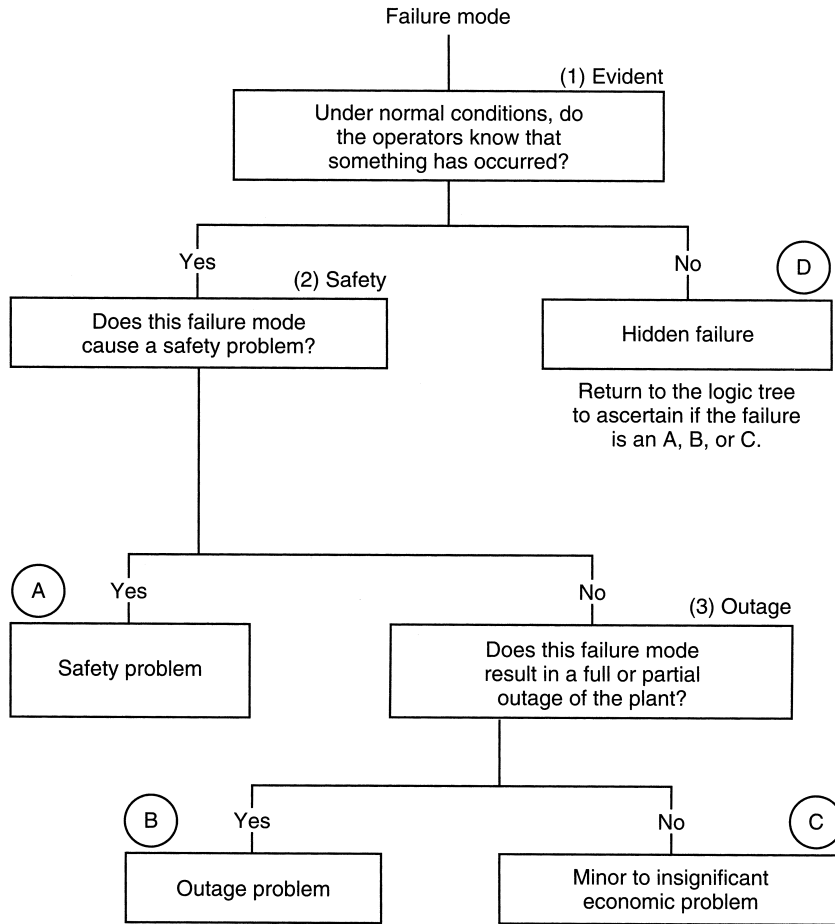 Failure mode
(1) Evident
Under normal conditions, do
the operators know that
something has occurred?
Yes
No
D
(2) Safety
Does this failure mode
cause a safety problem?
Hidden failure
Return to the logic tree
to ascertain if the failure
is an A, B, or C.
A
Yes
No
(3) Outage
Safety problem
Does this failure mode
result in a full or partial
outage of the plant?
B
Yes
No
C
Outage problem
Minor to insignificant
economic problem